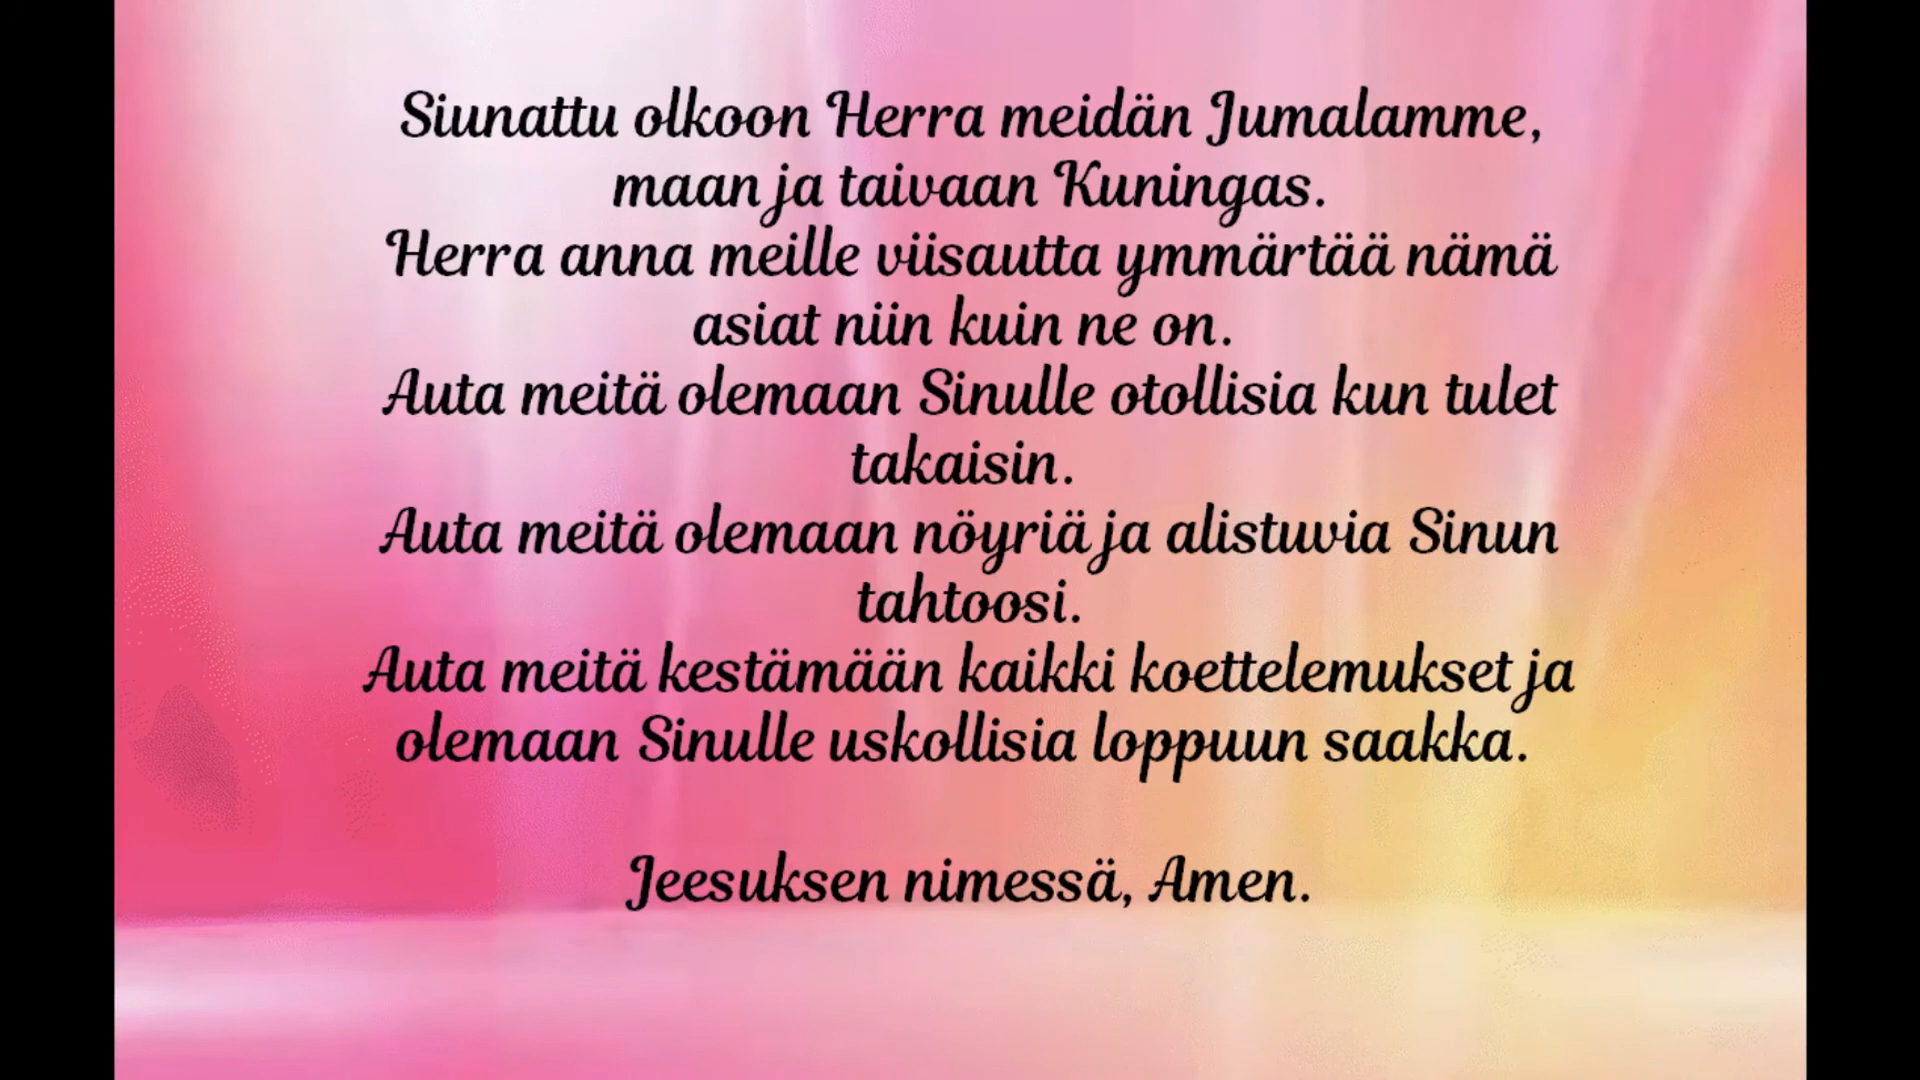 Siunattu olkoon Herra meidän Jumalamme,
maan ja taivaan Kuningas.
Herra anna meille viisautta ymmärtää nämä
asiat niin kuin ne on.
Auta meitä olemaan Sinulle otollisia kun tulet
takaisin.
Auta meitä olemaan nöyriä ja alistuvia Sinun
tahtoosi.
Auta meitä kestämään kaikki koettelemukset ja
olemaan Sinulle uskollisia loppuun saakka.
Jeesuksen nimessä, Amen.